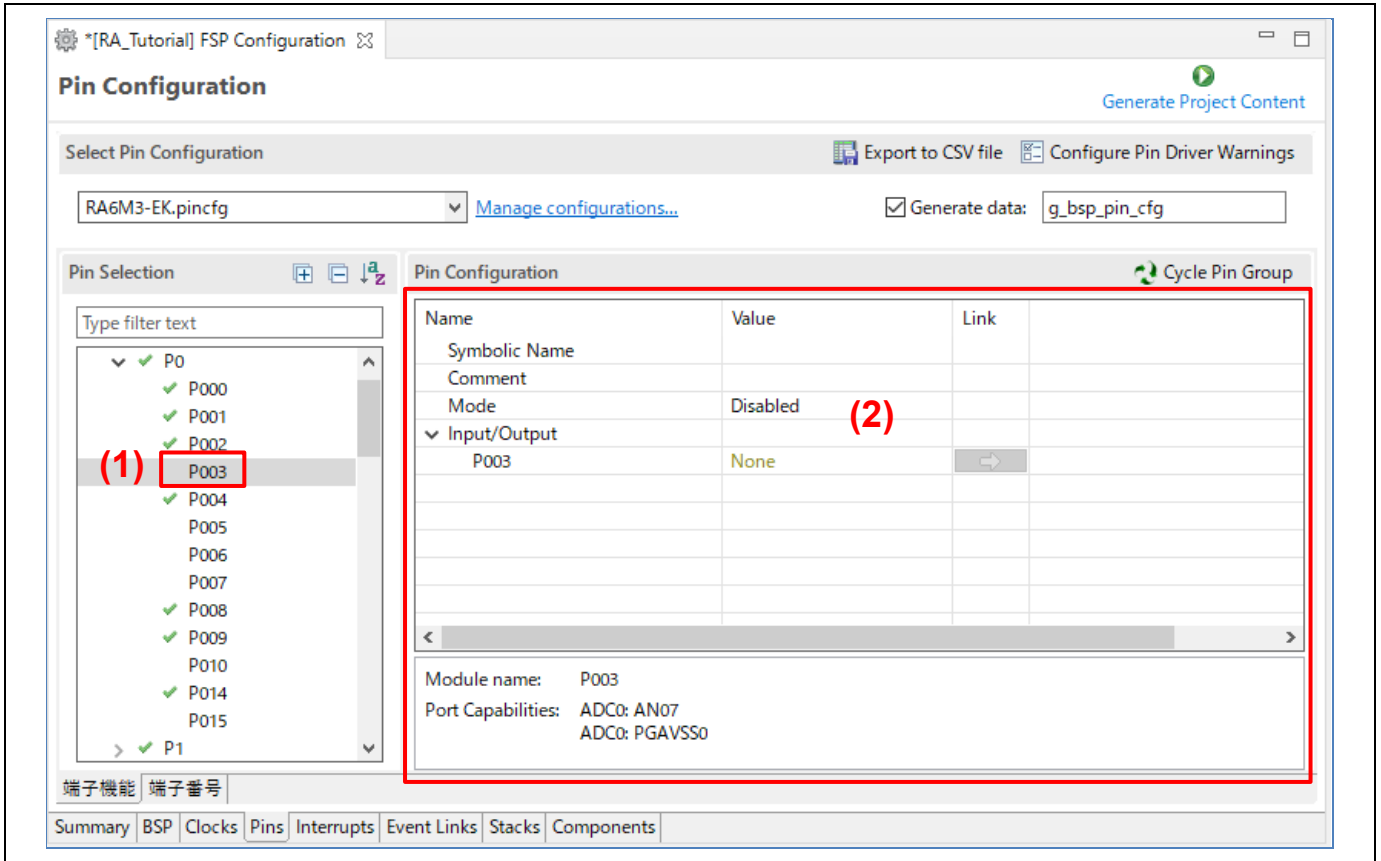 *[RA_Tutorial] FSP Configuration
Pin Configuration
Generate Project Content
Select Pin Configuration
Export to CSV file
Configure Pin Driver Warnings
RA6M3-EK.pincfg
Manage configurations...
Generate data:
g_bsp_pin_cfg
Pin Selection
Pin Configuration
Cycle Pin Group
Type filter text
P0
P000
P001
P002
(1)
P003
P004
P005
P006
P007
P008
P009
P010
P014
P015
P1
Name Value Link
Symbolic Name
Comment
Mode Disabled
(2)
Input/Output
P003 None
Module name: P003
Port Capabilities: ADC0: AN07
ADC0: PGAVSS0
端子機能 端子番号
Summary BSP Clocks Pins Interrupts Event Links Stacks Components